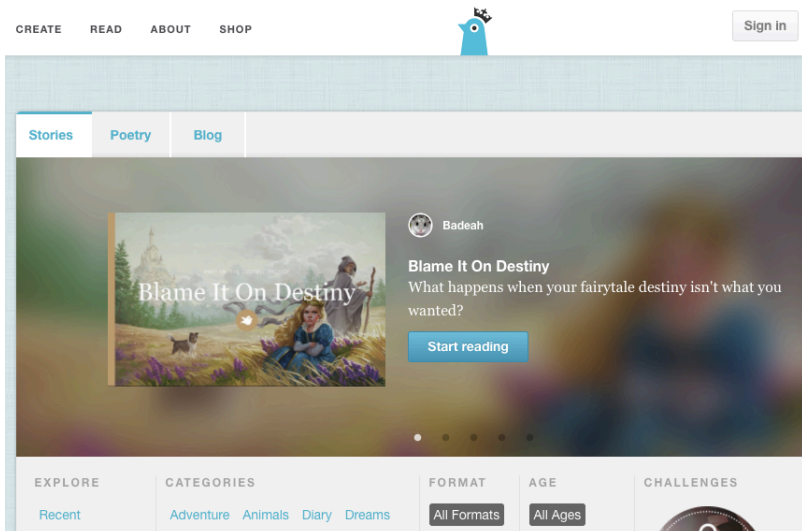 CREATE READ ABOUT SHOP Sign in
Stories Poetry Blog
Badeah
Blame It On Destiny
Blame It On Destiny
What happens when your fairytale destiny isn't what you
wanted?
Start reading
EXPLORE CATEGORIES FORMAT AGE CHALLENGES
Recent Adventure Animals Diary Dreams All Formats All Ages